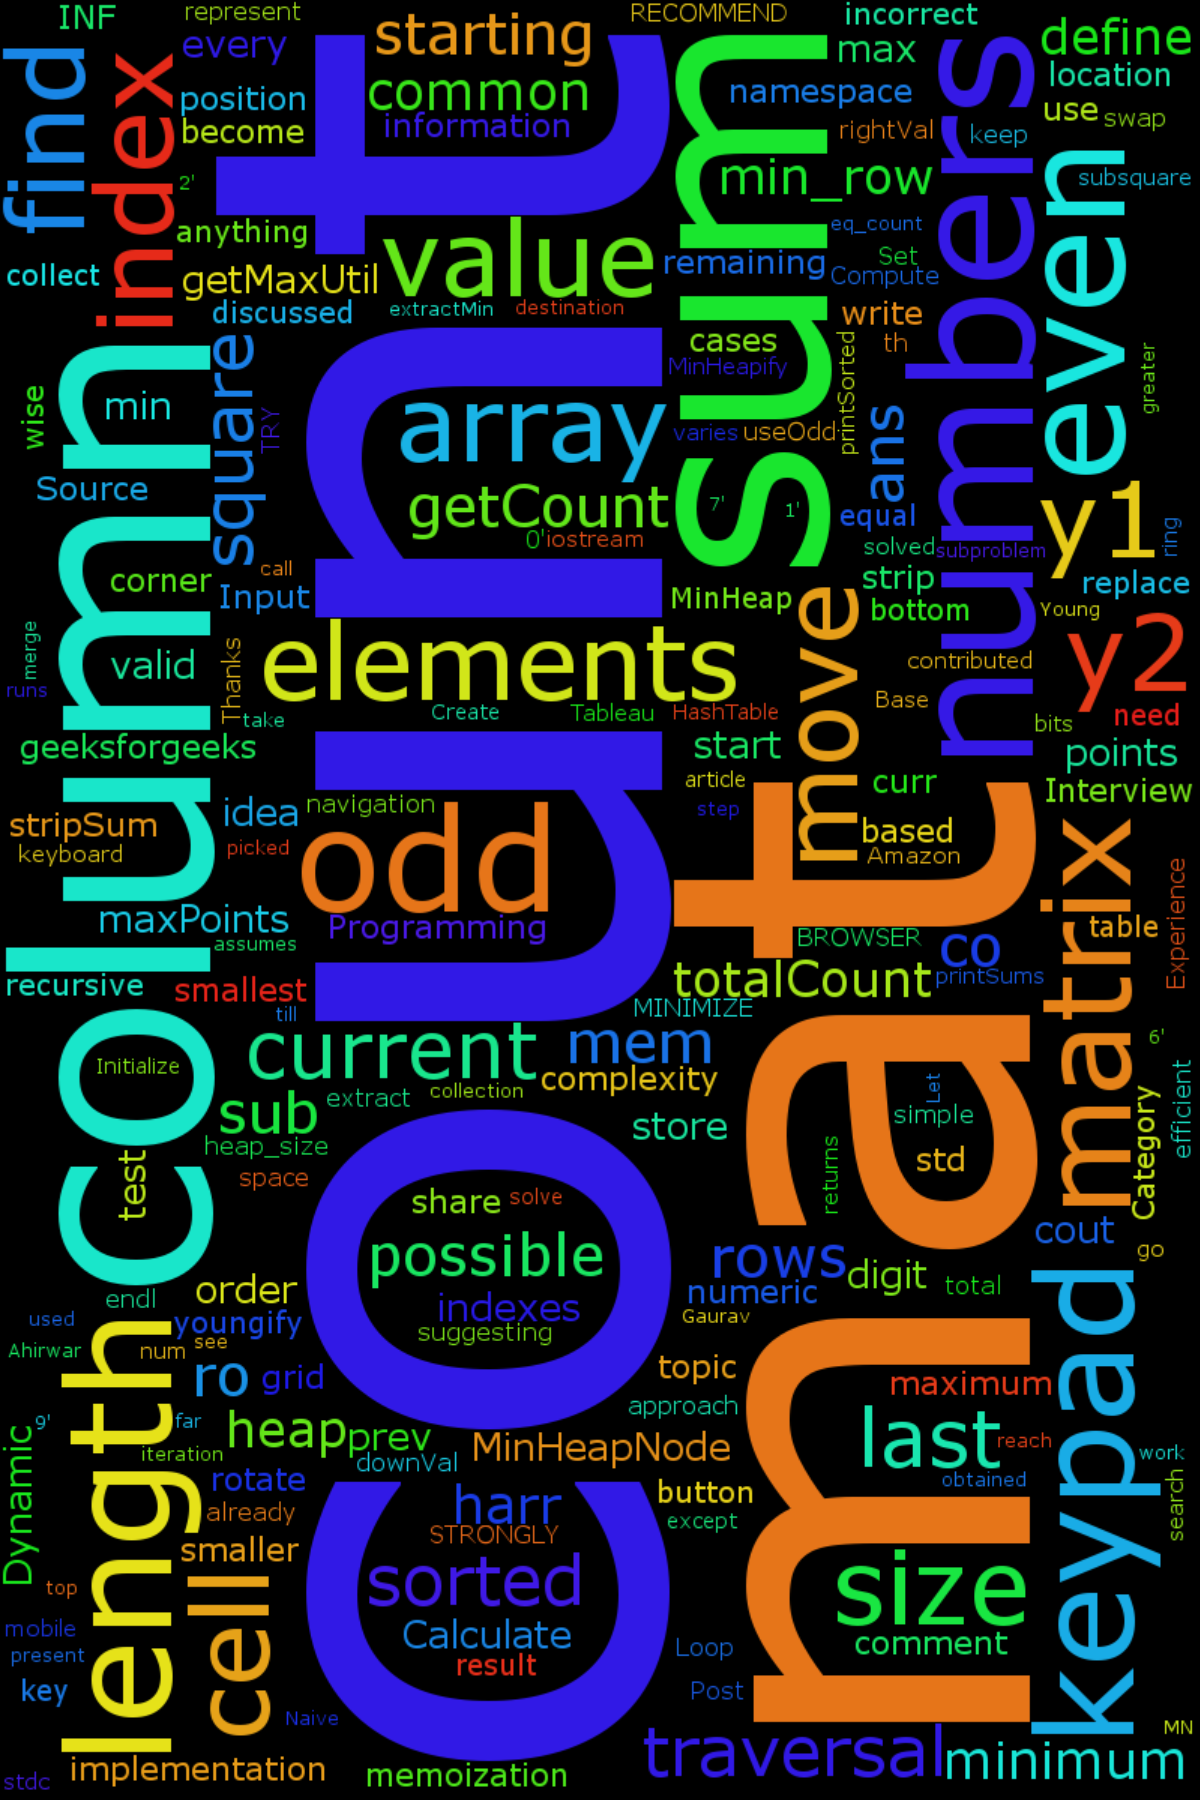 INF
represent
every
starting
RECOMMEND
incorrect
max
define
find
index
position
common
namespace
location
become
information
rightVal
keep
use
swap
2'
min_row
numbers
subsquare
anything
count
sum
eq_count
even
collect
getMaxUtil
value
remaining
Set
Compute
discussed
extractMin
destination
write
column
square
cases
th
MinHeapify
printSorted
greater
min
wise
TRY
array
varies
useOdd
ans
Source
getCount
7'
1'
equal
y1
ring
0'
iostream
solved
subproblem
corner
call
Input
MinHeap
move
strip
replace
bottom
Young
merge
valid
Thanks
elements
contributed
y2
runs
take
Create
Tableau
HashTable
Base
need
bits
geeksforgeeks
start
points
article
curr
Interview
stripSum
idea
navigation
odd
step
mat
based
matrix
keyboard
picked
Amazon
Experience
maxPoints
Programming
BROWSER
table
assumes
co
recursive
smallest
totalCount
printSums
till
MINIMIZE
current
mem
6'
Initialize
complexity
Let
efficient
sub
extract
collection
Category
heap_size
store
simple
test
space
returns
std
share
solve
cout
possible
rows
go
endl
order
indexes
numeric
digit
total
keypad
used
youngify
suggesting
Gaurav
length
Ahirwar
num
see
ro
grid
topic
maximum
9'
far
heap
prev
approach
last
reach
Dynamic
iteration
downVal
MinHeapNode
work
rotate
harr
button
obtained
search
already
STRONGLY
except
smaller
top
cell
sorted
size
mobile
Calculate
Loop
comment
present
result
key
Naive
Post
MN
implementation
traversal
minimum
stdc
memoization